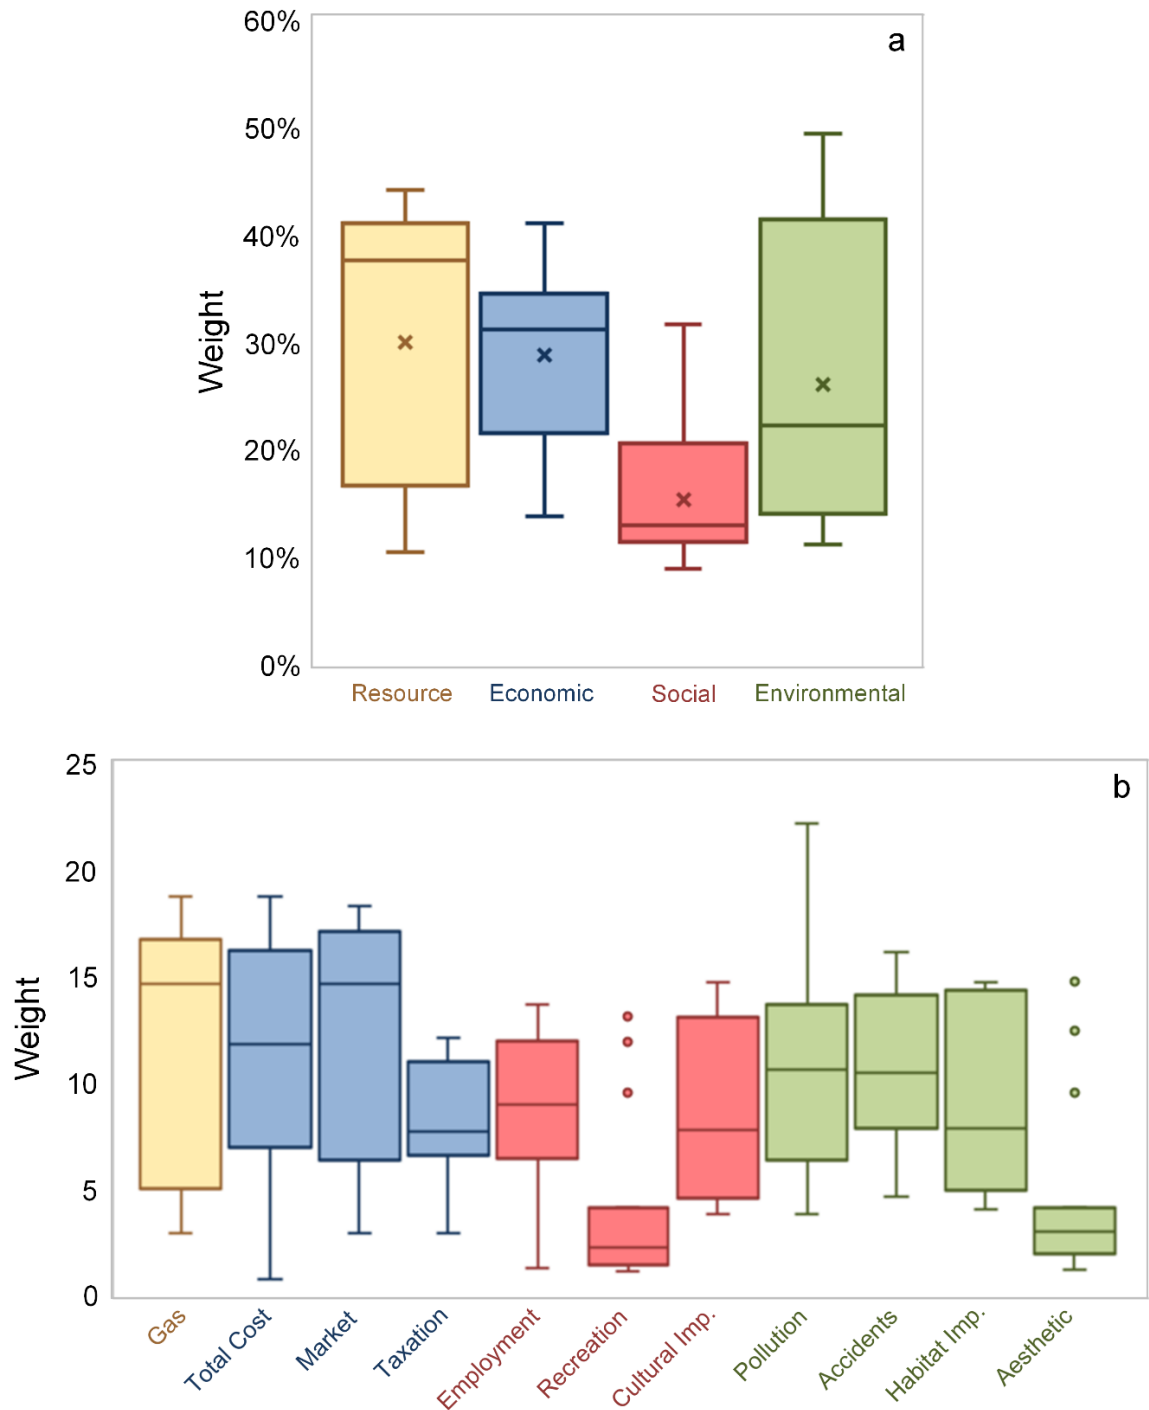 a
60%
50%
40%
30%
20%
10%
0%
Weight
Resource Economic Social Environmental
b
25
20
15
10
5
0
Weight
Gas
Total Cost
Market
Taxation
Employment
Recreation
Cultural Imp.
Pollution
Accidents
Habitat Imp.
Aesthetic